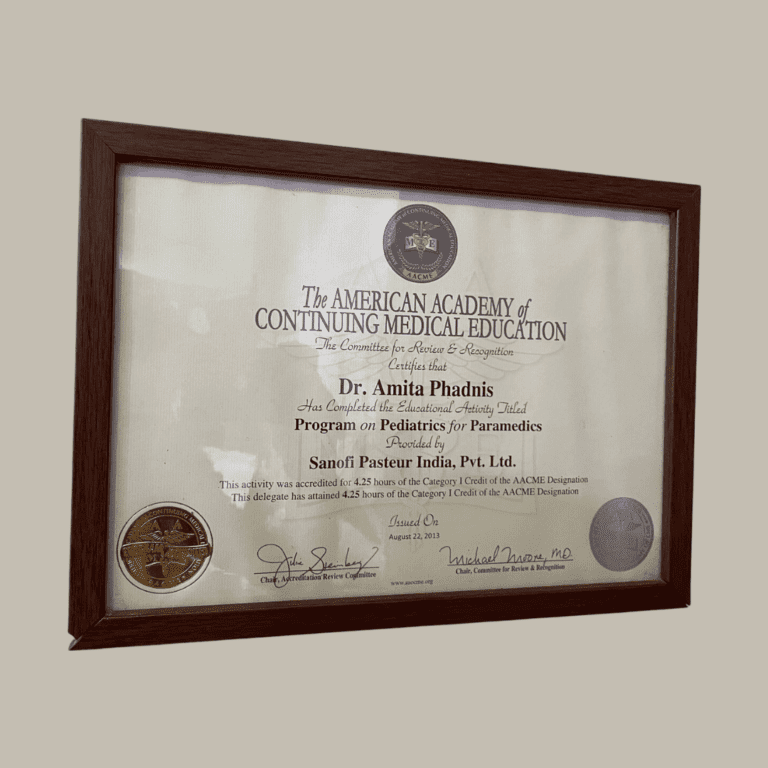 M E
AACME
The AMERICAN ACADEMY of
CONTINUING MEDICAL EDUCATION
The Committee for Review & Recognition
Certifies that
Dr. Amita Phadnis
Has Completed the Educational Activity Titled
Program on Pediatrics for Paramedics
Provided by
Sanofi Pasteur India, Pvt. Ltd.
This activity was accredited for 4.25 hours of the Category I Credit of the AACME Designation
This delegate has attained 4.25 hours of the Category I Credit of the AACME Designation
Issued On
August 22, 2013
Michael Moore, MD.
Chair, Accreditation Review Committee
Chair, Committee for Review & Recognition
www.aacme.org